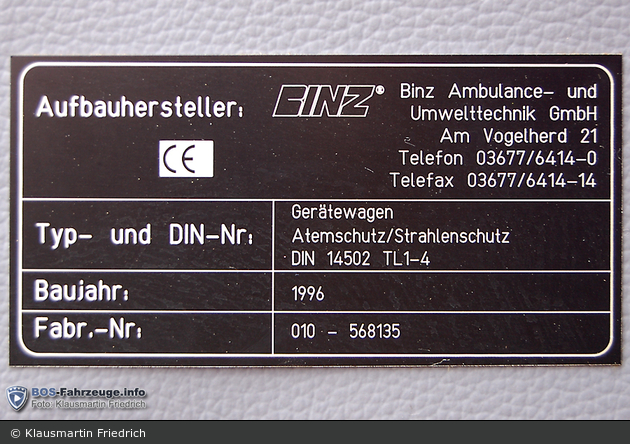 Aufbauhersteller:
BINZ®
Binz Ambulance- und
Umwelttechnik GmbH
Am Vogelherd 21
Telefon 03677/6414-0
Telefax 03677/6414-14
CE
Typ- und DIN-Nr:
Gerätewagen
Atemschutz/Strahlenschutz
DIN 14502 TL1-4
Baujahr:
1996
Fabr.-Nr:
010 - 568135
BOS-Fahrzeuge.info
Foto: Klausmartin Friedrich
© Klausmartin Friedrich